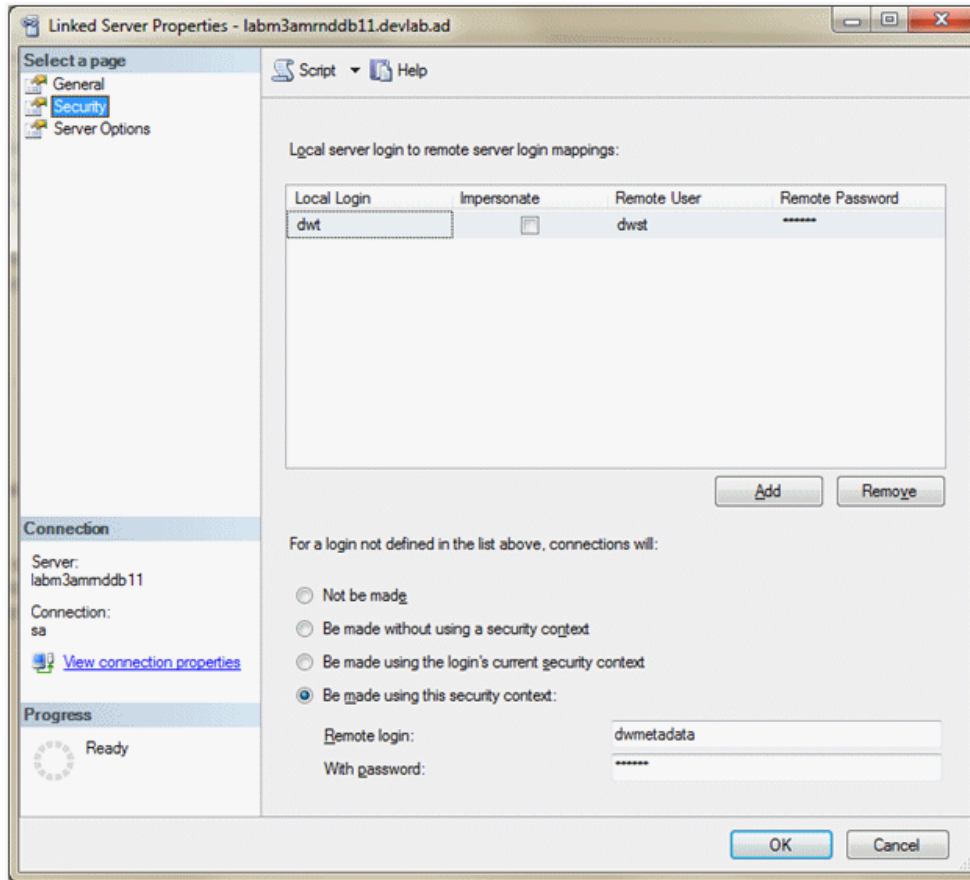 Linked Server Properties - labm3amrnddb11.devlab.ad
Select a page
General
Security
Server Options
Script
Help
Local server login to remote server login mappings:
Local Login Impersonate Remote User Remote Password
dwt dwst ******
Add Remove
Connection
Server:
labm3amrnddb11
Connection:
sa
View connection properties
Progress
Ready
For a login not defined in the list above, connections will:
Not be made
Be made without using a security context
Be made using the login's current security context
Be made using this security context:
Remote login: dwmetadata
With password: ******
OK Cancel